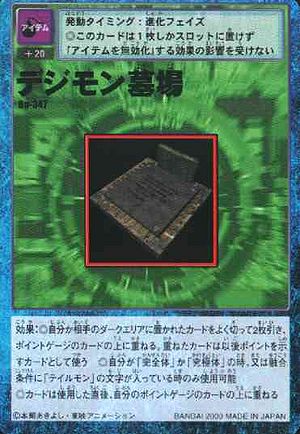 アイテム
+20
発動タイミング：進化フェイズ
◎このカードは1枚しかスロットに置けず
「アイテムを無効化」する効果の影響を受けない
デジモン墓場
Bo-347
効果：◎自分か相手のダークエリアに置かれたカードをよく切って2枚引き、
ポイントゲージのカードの上に重ねる。重ねたカードは以後ポイントを示
すカードとして使う　◎自分が「完全体」か「究極体」の時、又は融合
条件に「テイルモン」の文字が入っている時のみ使用可能
◎カードは使用した直後、自分のポイントゲージのカードの上に重ねる
©本郷あきよし・東映アニメーション
BANDAI 2000 MADE IN JAPAN